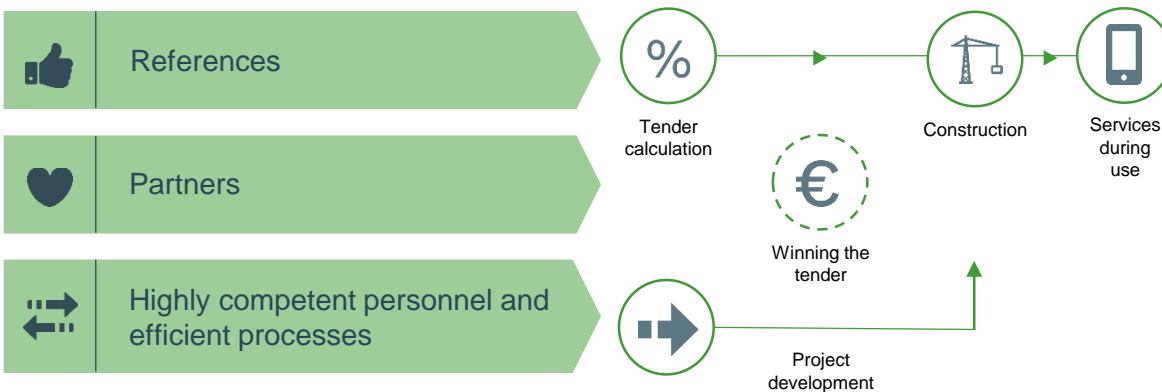 References
Partners
Highly competent personnel and
efficient processes
%
Tender
calculation
Construction
Services
during
use
€
Winning the
tender
Project
development